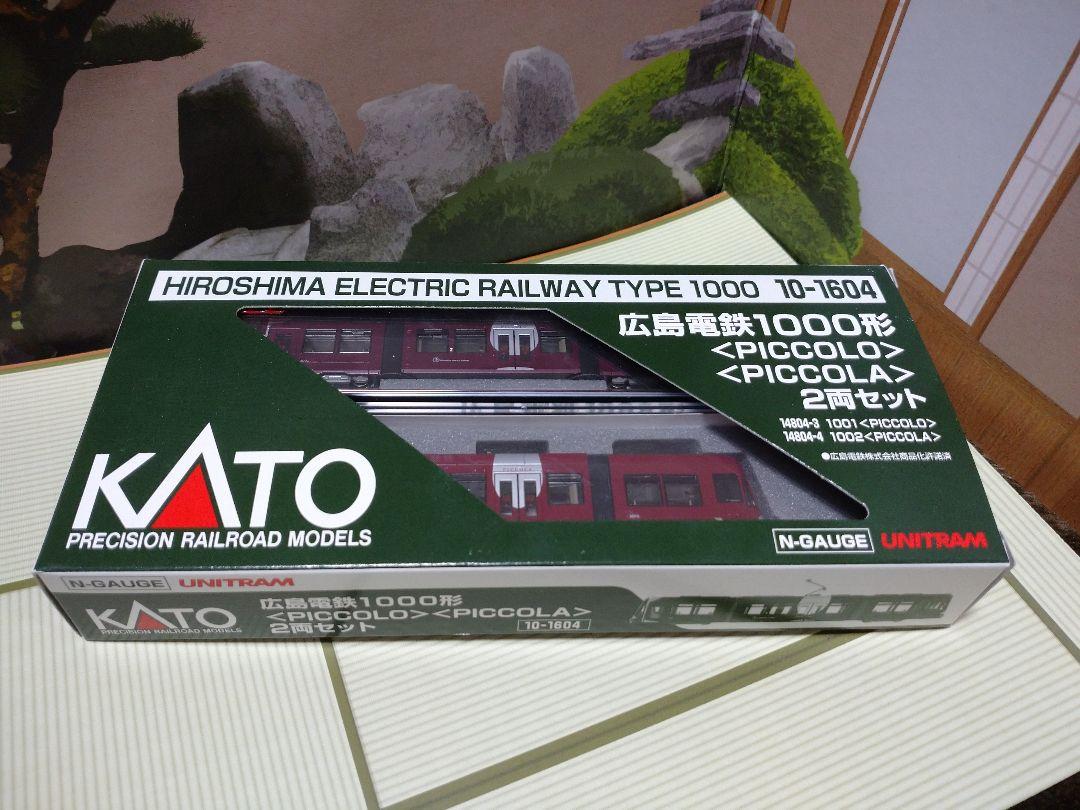 HIROSHIMA ELECTRIC RAILWAY TYPE 1000 10-1604
広島電鉄1000形
<PICCOLO>
<PICCOLA>
2両セット
14804-3 1001<PICCOLO>
14804-4 1002<PICCOLA>
●広島電鉄株式会社商品化許諾済
KATO
PRECISION RAILROAD MODELS
N-GAUGE UNITRAM
N-GAUGE UNITRAM
KATO
PRECISION RAILROAD MODELS
広島電鉄1000形
<PICCOLO><PICCOLA>
2両セット 10-1604